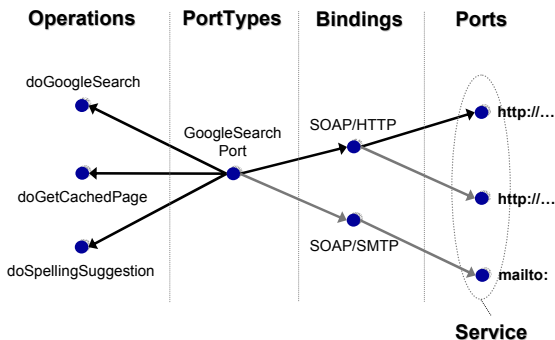 Operations
PortTypes
Bindings
Ports
doGoogleSearch
http://…
GoogleSearch
Port
SOAP/HTTP
doGetCachedPage
http://…
SOAP/SMTP
doSpellingSuggestion
mailto:
Service